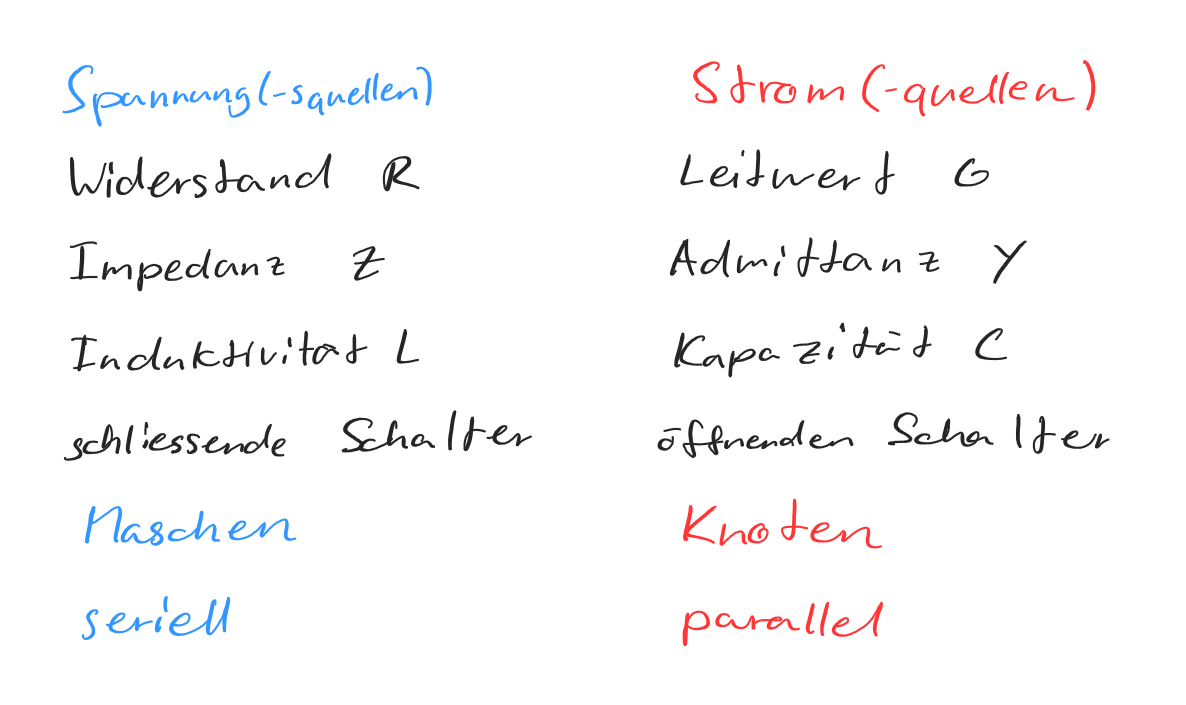 Spannung(-squellen) Strom(-quellen)
Widerstand R Leitwert G
Impedanz Z Admittanz Y
Induktivität L Kapazität C
schliessende Schalter öffnenden Schalter
Maschen Knoten
seriell parallel